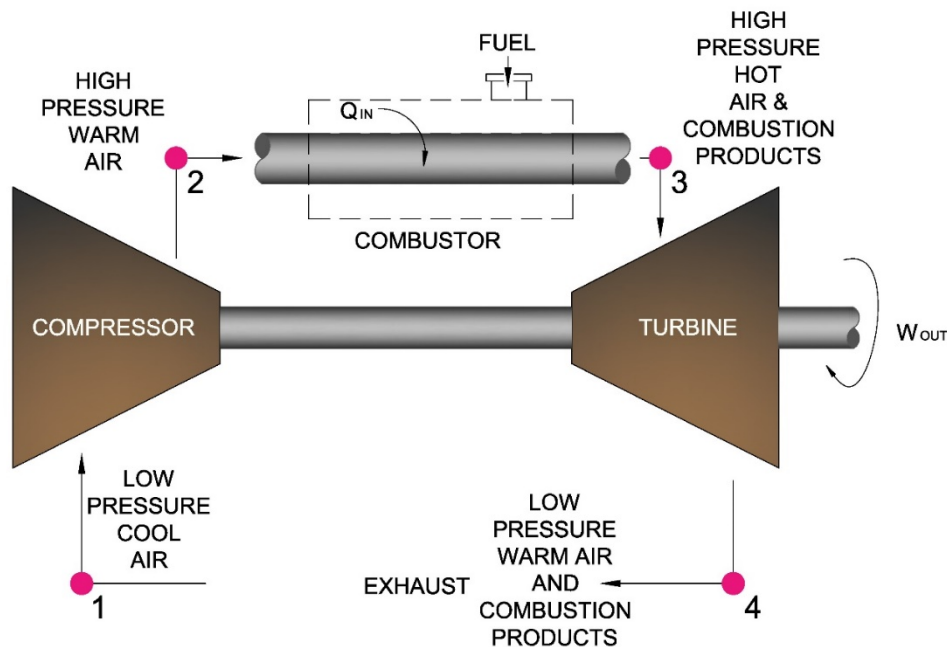 FUEL
HIGH
PRESSURE
WARM
AIR
QIN
HIGH
PRESSURE
HOT
AIR &
COMBUSTION
PRODUCTS
2
3
COMBUSTOR
COMPRESSOR
TURBINE
WOUT
LOW
PRESSURE
COOL
AIR
1
EXHAUST
LOW
PRESSURE
WARM AIR
AND
COMBUSTION
PRODUCTS
4